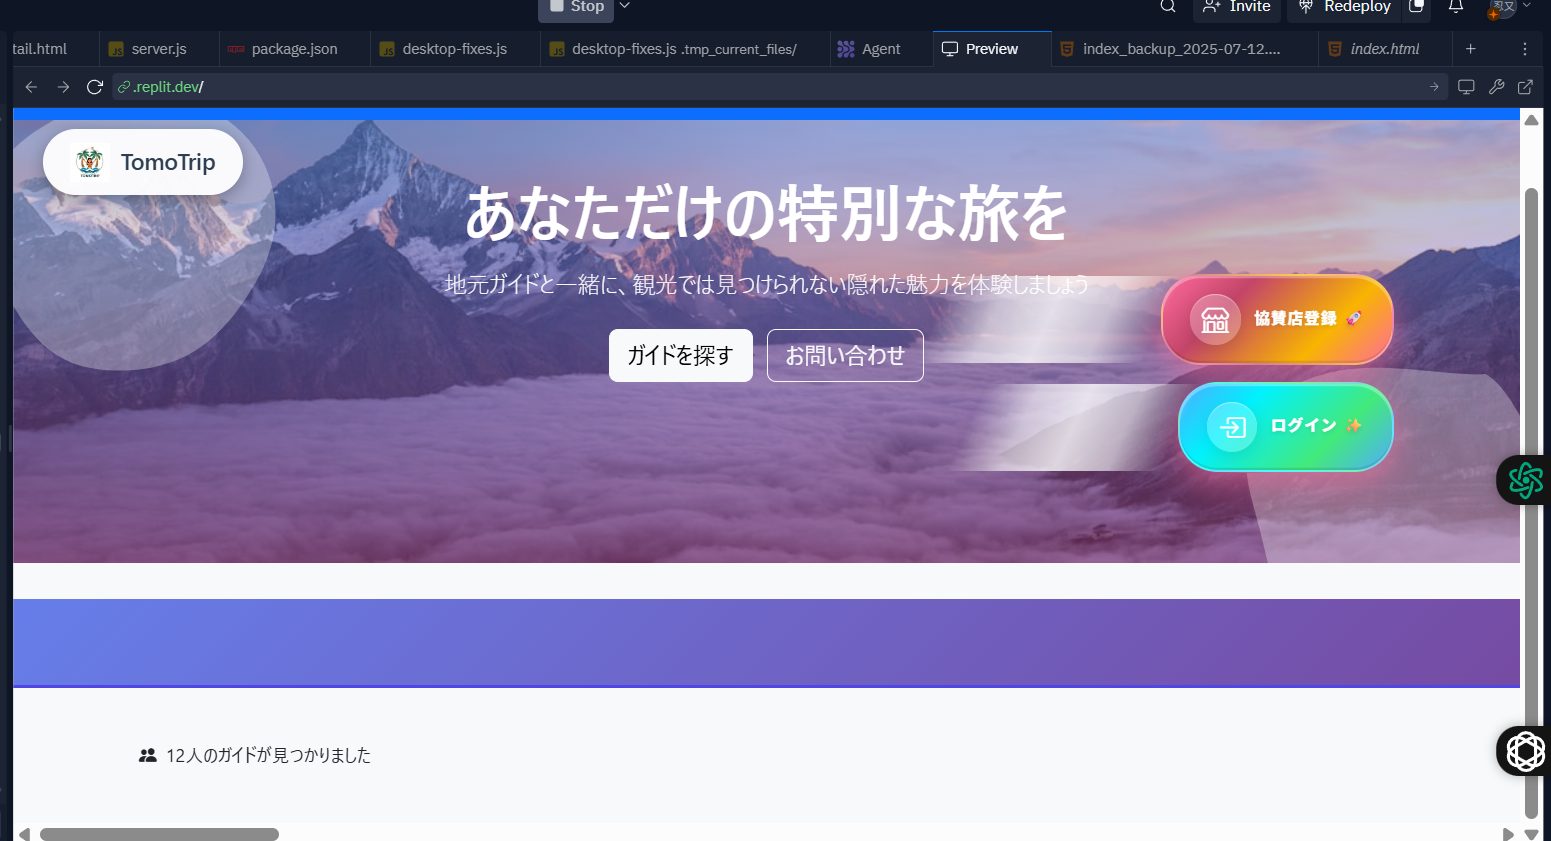 Stop
Invite
Redeploy
tail.html
server.js
package.json
desktop-fixes.js
desktop-fixes.js .tmp_current_files/
Agent
Preview
index_backup_2025-07-12....
index.html
.replit.dev/
TomoTrip
あなただけの特別な旅を
地元ガイドと一緒に、観光では見つけられない隠れた魅力を体験しましょう
協賛店登録 🚀
ガイドを探す
お問い合わせ
ログイン ✨
12人のガイドが見つかりました